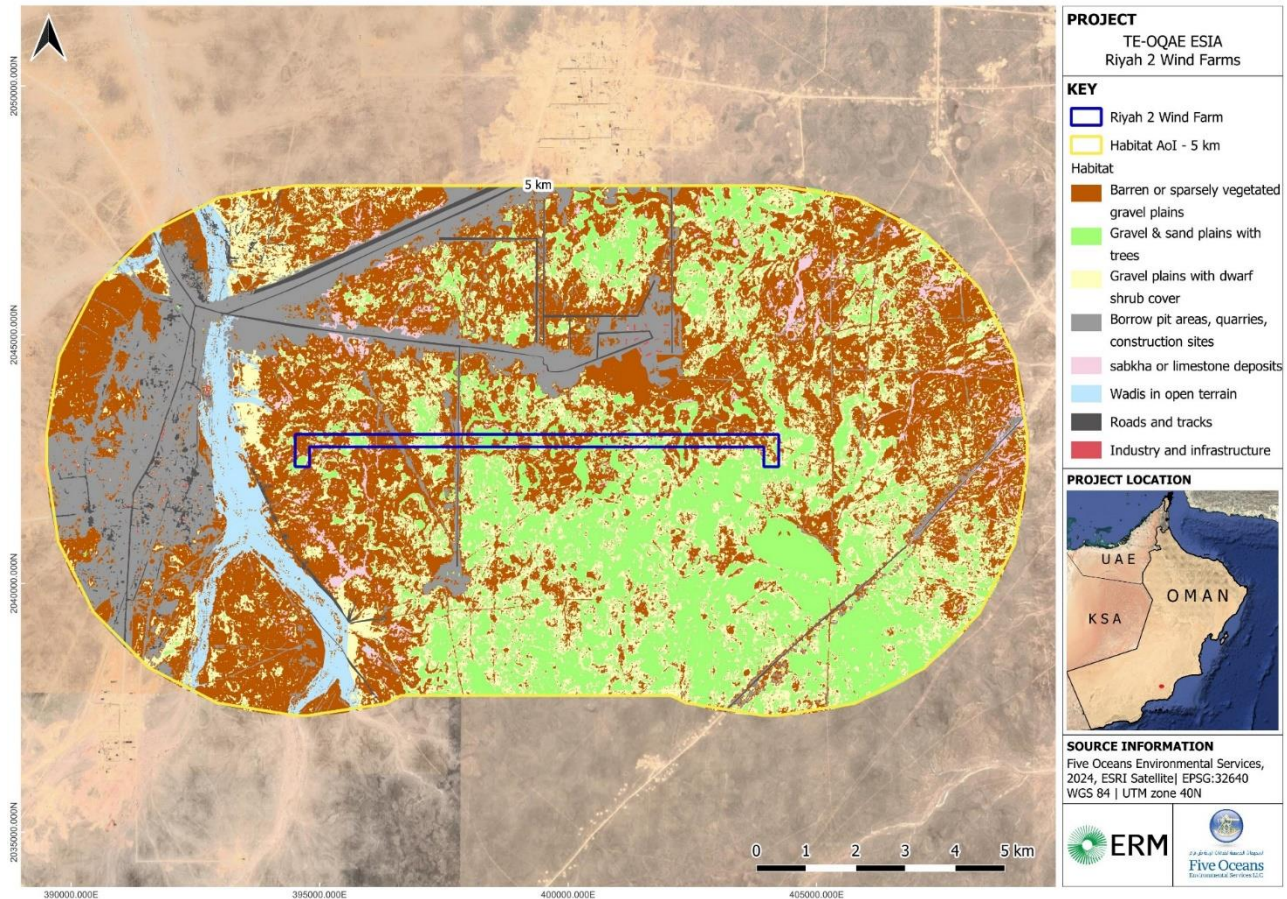 PROJECT
TE-OQAE ESIA
Riyah 2 Wind Farms
KEY
Riyah 2 Wind Farm
Habitat AoI - 5 km
Habitat
Barren or sparsely vegetated
gravel plains
Gravel & sand plains with
trees
Gravel plains with dwarf
shrub cover
Borrow pit areas, quarries,
construction sites
sabkha or limestone deposits
Wadis in open terrain
Roads and tracks
Industry and infrastructure
PROJECT LOCATION
UAE
OMAN
KSA
SOURCE INFORMATION
Five Oceans Environmental Services,
2024, ESRI Satellite| EPSG:32640
WGS 84 | UTM zone 40N
ERM
Five Oceans
Environmental Services LLC
5 km
2050000.000N
2045000.000N
2040000.000N
2035000.000N
0 1 2 3 4 5 km
390000.000E 395000.000E 400000.000E 405000.000E